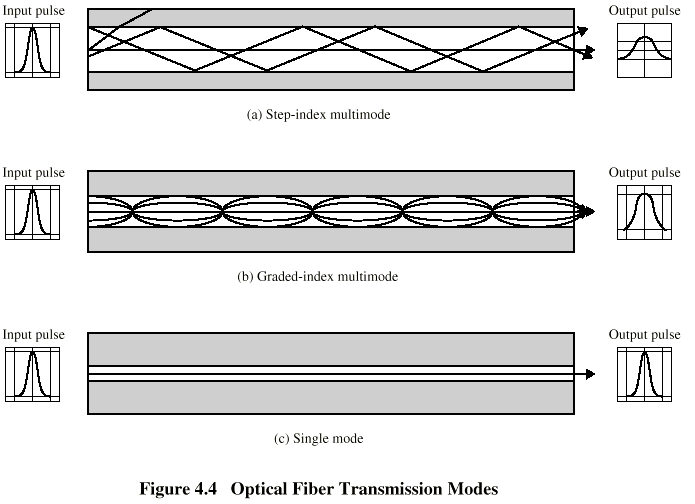 Input pulse
Output pulse
(a) Step-index multimode
Input pulse
Output pulse
(b) Graded-index multimode
Input pulse
Output pulse
(c) Single mode
Figure 4.4 Optical Fiber Transmission Modes